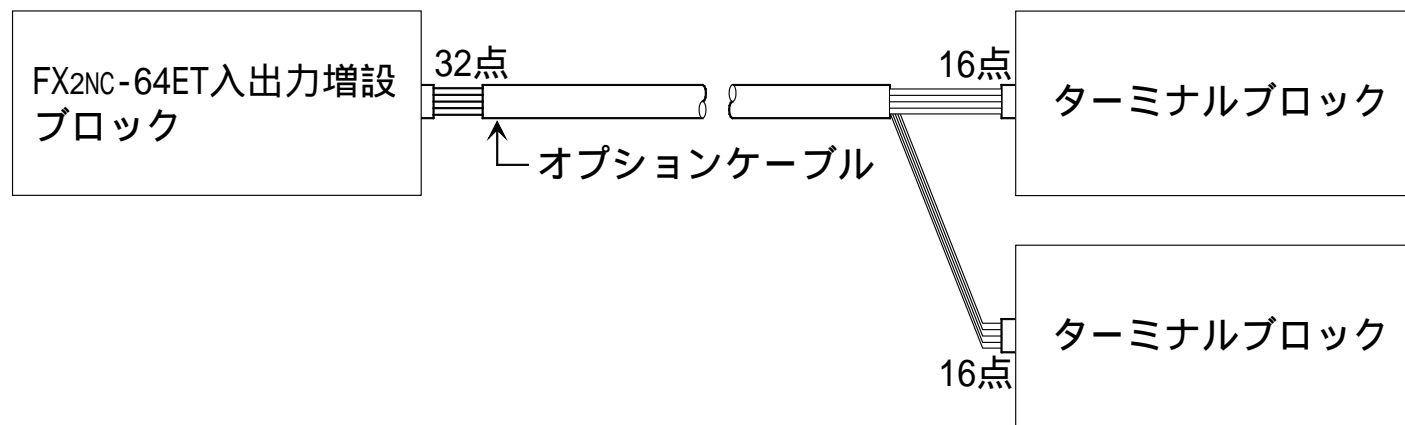 FX2NC-64ET入出力増設
ブロック
32点
オプションケーブル
16点
ターミナルブロック
16点
ターミナルブロック